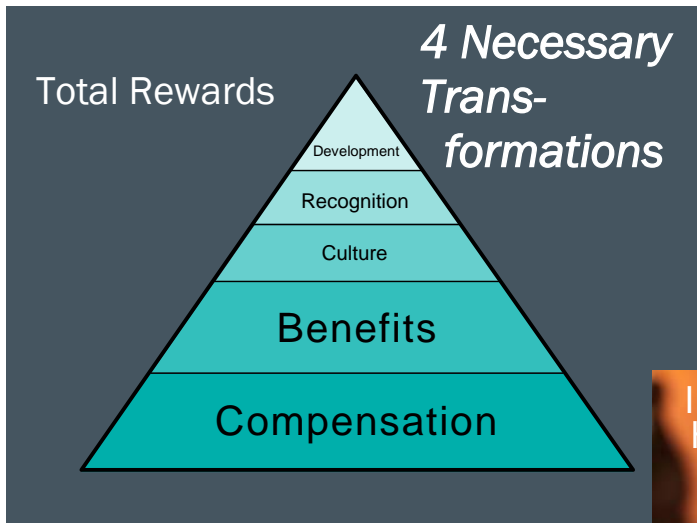 Total Rewards
4 Necessary
Trans-
formations
Development
Recognition
Culture
Benefits
Compensation